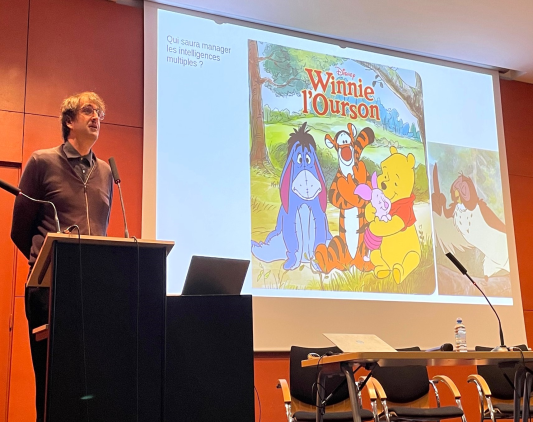 Qui saura manager
les intelligences
multiples ?
Disney
Winnie
l'Ourson